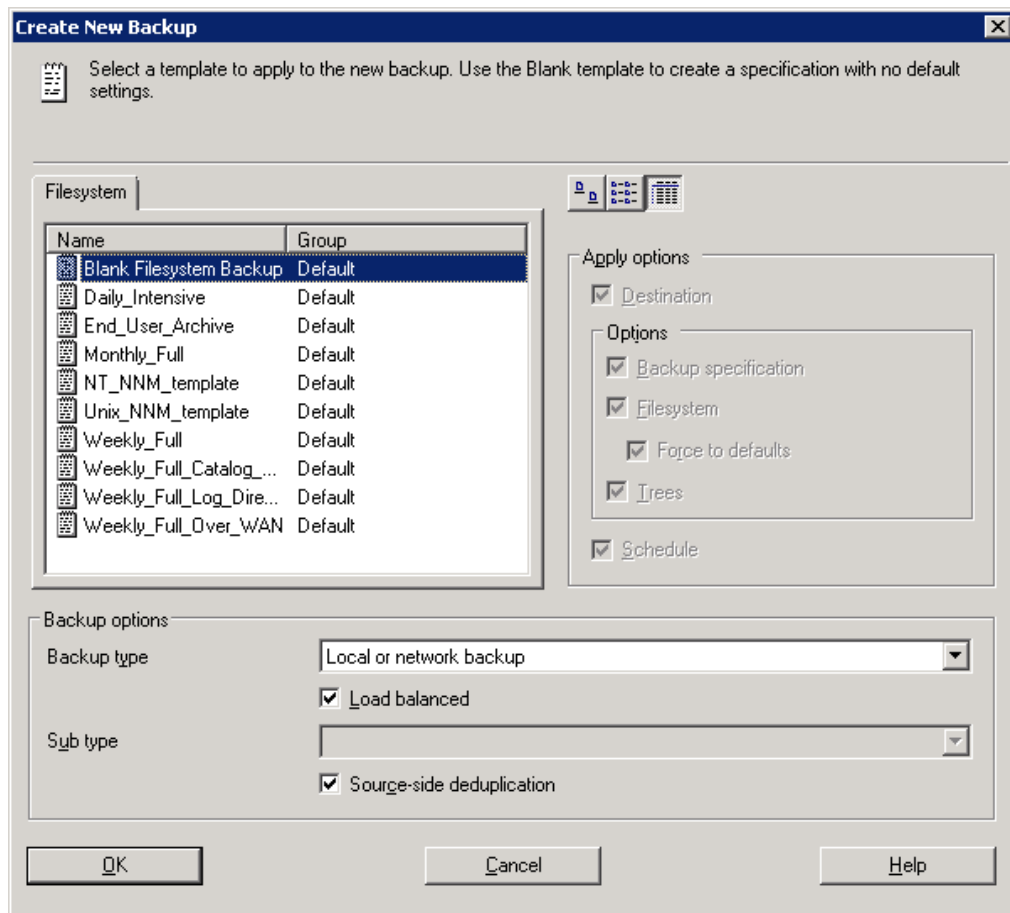 Create New Backup
Select a template to apply to the new backup. Use the Blank template to create a specification with no default
settings.
Filesystem
Name Group
Blank Filesystem Backup Default
Daily_Intensive Default
End_User_Archive Default
Monthly_Full Default
NT_NNM_template Default
Unix_NNM_template Default
Weekly_Full Default
Weekly_Full_Catalog_... Default
Weekly_Full_Log_Dire... Default
Weekly_Full_Over_WAN Default
Apply options
Destination
Options
Backup specification
Filesystem
Force to defaults
Trees
Schedule
Backup options
Backup type Local or network backup
Load balanced
Sub type
Source-side deduplication
OK Cancel Help